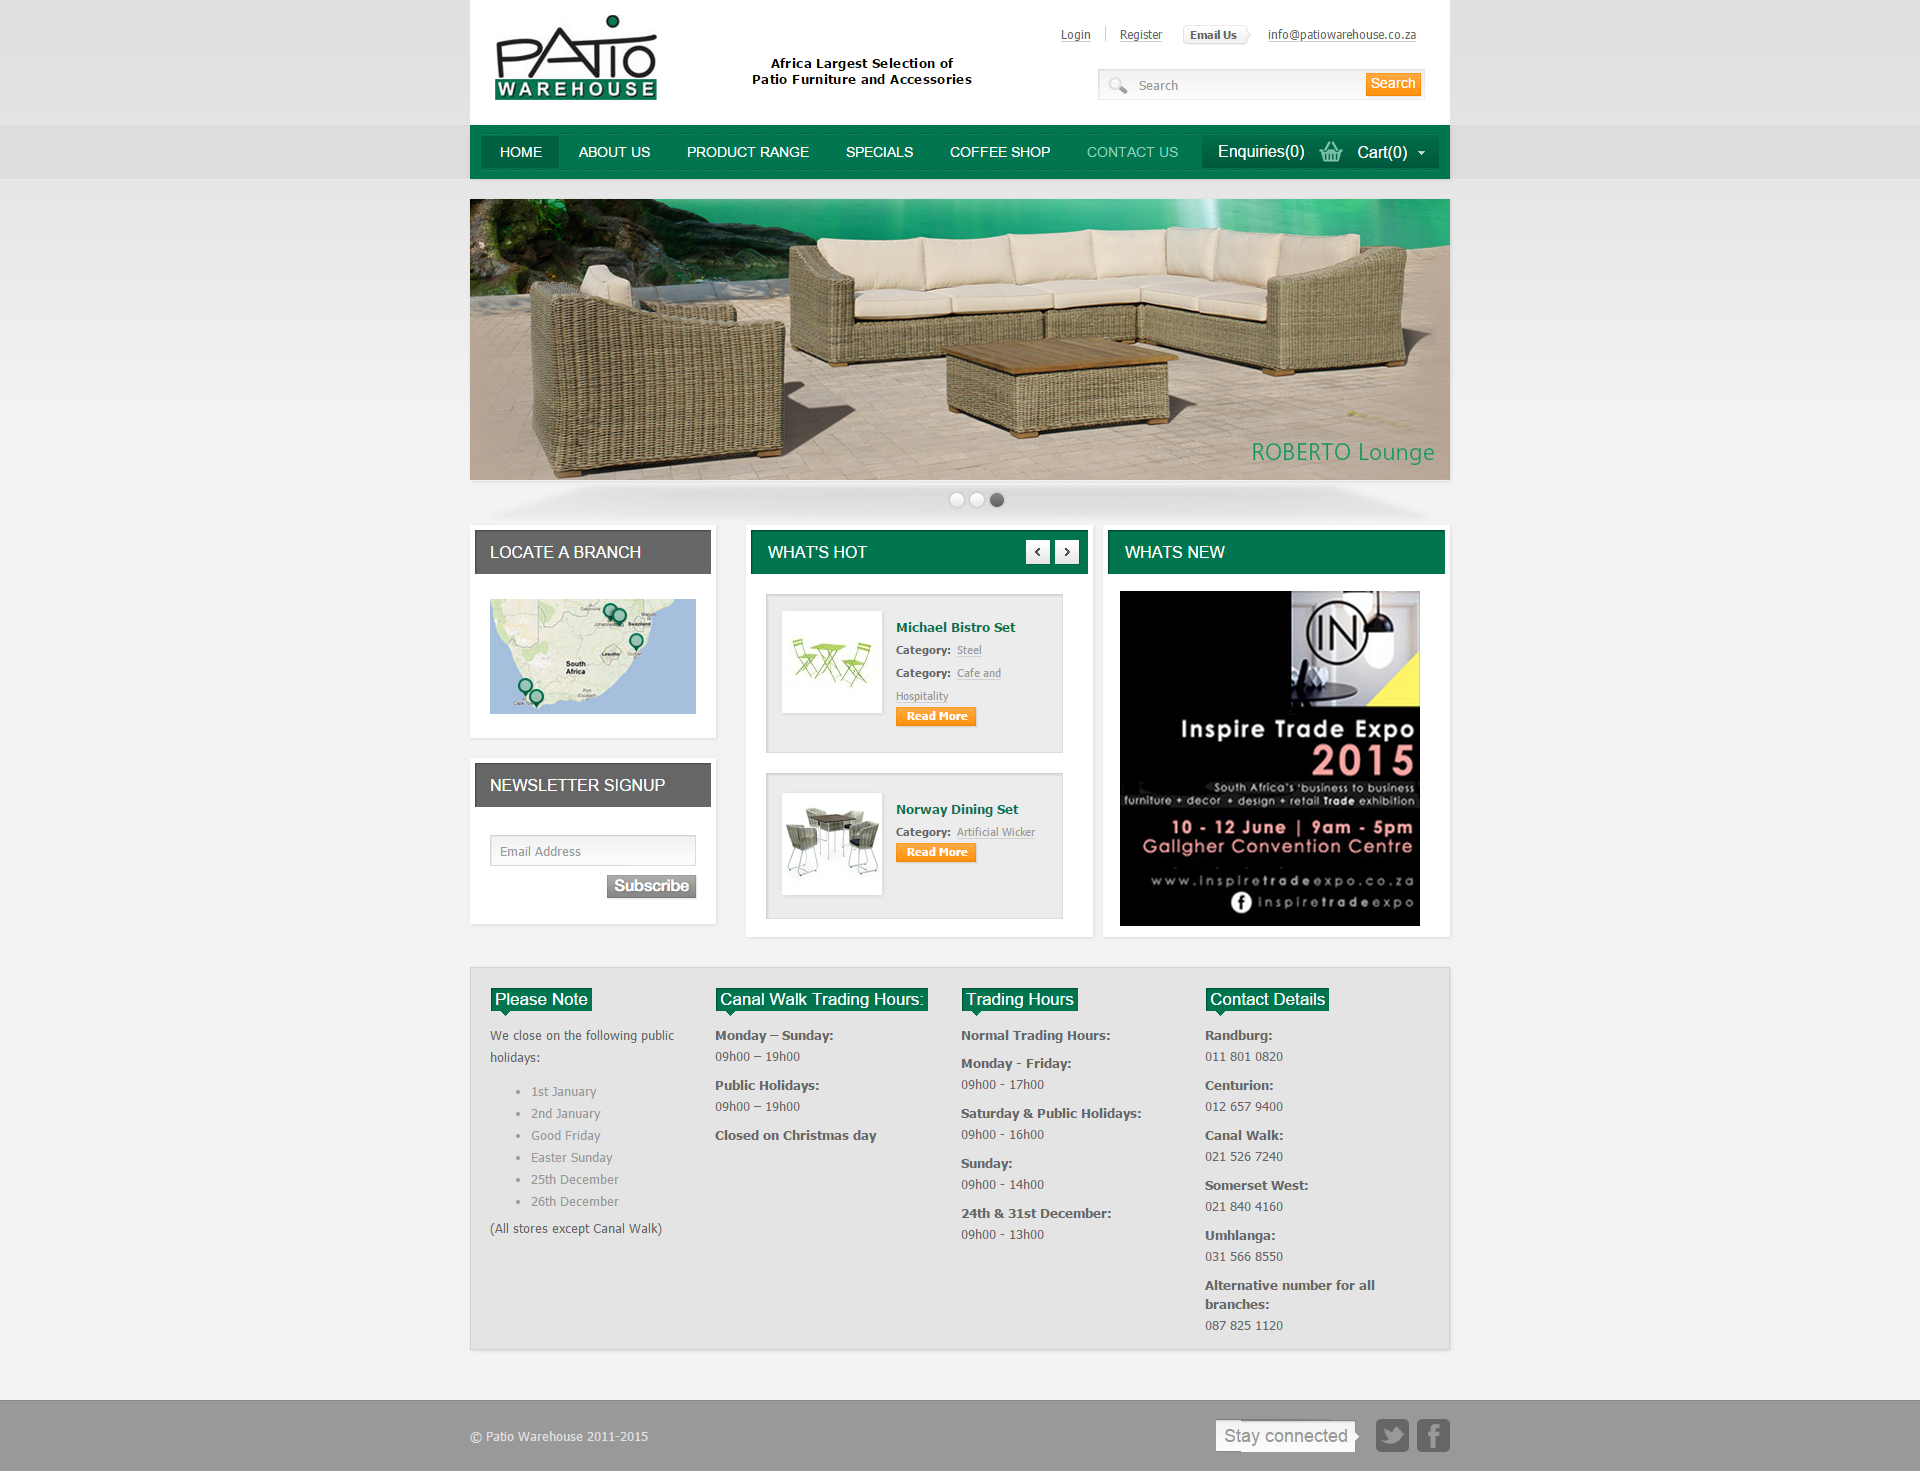 PATIO
WAREHOUSE
Africa Largest Selection of
Patio Furniture and Accessories
Login
Register
Email Us
info@patiowarehouse.co.za
Search
Search
HOME
ABOUT US
PRODUCT RANGE
SPECIALS
COFFEE SHOP
CONTACT US
Enquiries(0)
Cart(0)
ROBERTO Lounge
LOCATE A BRANCH
South
Africa
Lesotho
Swaziland
NEWSLETTER SIGNUP
Email Address
Subscribe
WHAT'S HOT
Michael Bistro Set
Category: Steel
Category: Cafe and
Hospitality
Read More
Norway Dining Set
Category: Artificial Wicker
Read More
WHATS NEW
IN
Inspire Trade Expo
2015
South Africa's 'business to business
furniture + decor + design + retail Trade exhibition
10 - 12 June | 9am - 5pm
Gallgher Convention Centre
www.inspiretradeexpo.co.za
inspiretradeexpo
Please Note
We close on the following public
holidays:
• 1st January
• 2nd January
• Good Friday
• Easter Sunday
• 25th December
• 26th December
(All stores except Canal Walk)
Canal Walk Trading Hours:
Monday – Sunday:
09h00 – 19h00
Public Holidays:
09h00 – 19h00
Closed on Christmas day
Trading Hours
Normal Trading Hours:
Monday - Friday:
09h00 - 17h00
Saturday & Public Holidays:
09h00 - 16h00
Sunday:
09h00 - 14h00
24th & 31st December:
09h00 - 13h00
Contact Details
Randburg:
011 801 0820
Centurion:
012 657 9400
Canal Walk:
021 526 7240
Somerset West:
021 840 4160
Umhlanga:
031 566 8550
Alternative number for all
branches:
087 825 1120
© Patio Warehouse 2011-2015
Stay connected